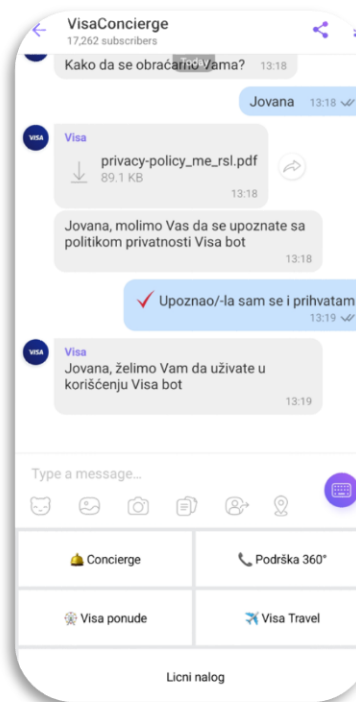 VisaConcierge
17,262 subscribers
Today
Kako da se obraćamo Vama? 13:18
Jovana 13:18
VISA
Visa
privacy-policy_me_rsl.pdf
89.1 KB
13:18
Jovana, molimo Vas da se upoznate sa
politikom privatnosti Visa bot
13:18
Upoznao/-la sam se i prihvatam
13:19
VISA
Visa
Jovana, želimo Vam da uživate u
korišćenju Visa bot
13:19
Type a message...
Concierge
Podrška 360°
Visa ponude
Visa Travel
Licni nalog